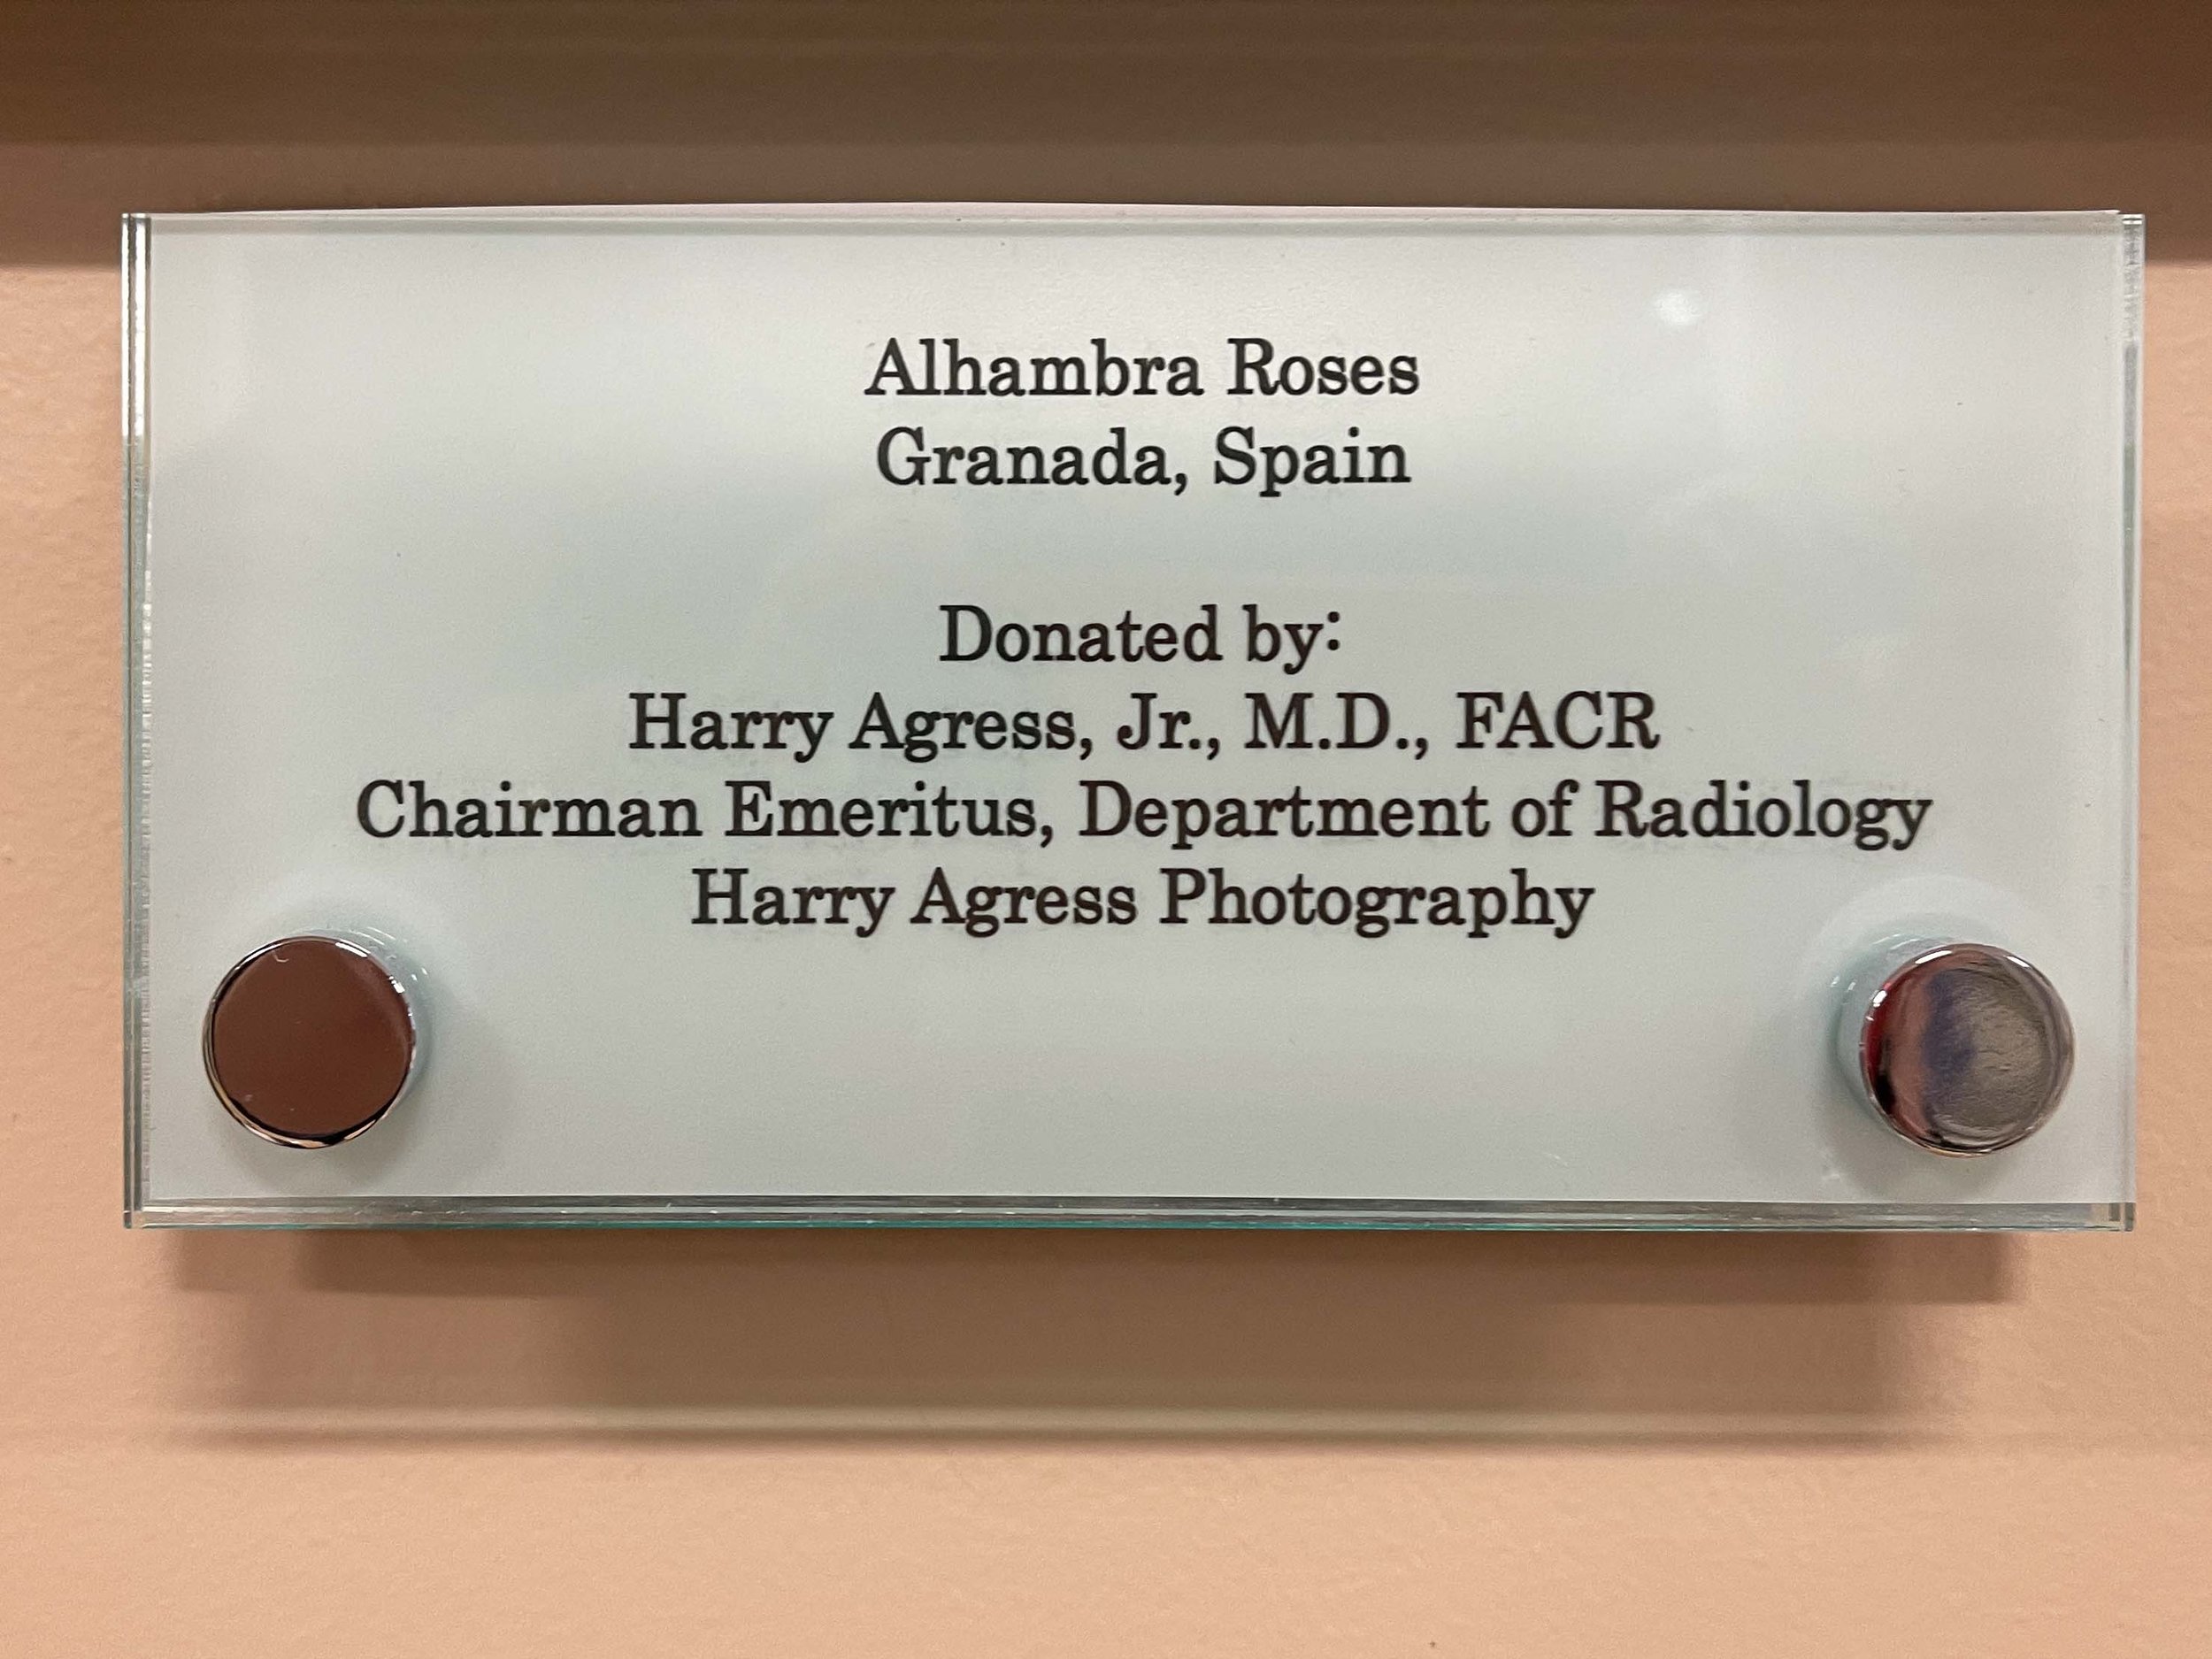 Alhambra Roses
Granada, Spain
Donated by:
Harry Agress, Jr., M.D., FACR
Chairman Emeritus, Department of Radiology
Harry Agress Photography